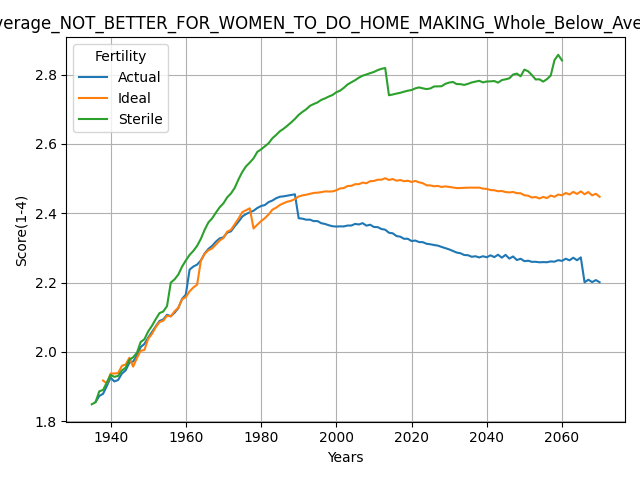 verage_NOT_BETTER_FOR_WOMEN_TO_DO_HOME_MAKING_Whole_Below_Ave
Fertility
Actual
Ideal
Sterile
Score(1-4)
2.8
2.6
2.4
2.2
2.0
1.8
1940 1960 1980 2000 2020 2040 2060
Years